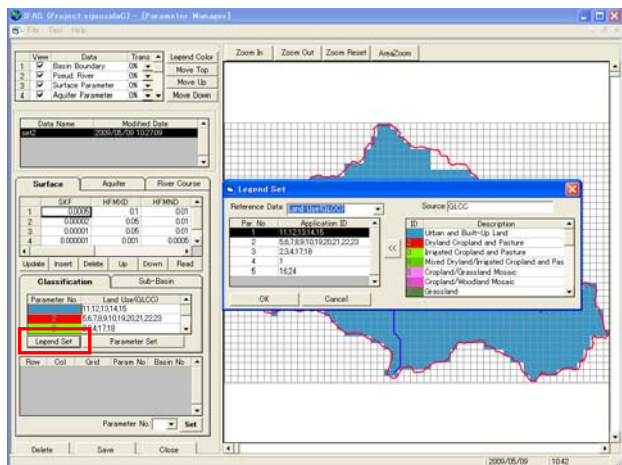 IFAS (Project:sijausidaC) - [Parameter Manager]
File Tool Help
View Data Trans
1 Basin Boundary 0%
2 Pseud. River 0%
3 Surface Parameter 0%
4 Aquifer Parameter 0%
Legend Color
Move Top
Move Up
Move Down
Zoom In Zoom Out Zoom Reset AreaZoom
Data Name Modified Date
set2 2009/05/09 10:27:09
Surface Aquifer River Course
SKF HFMXD HFMND
1 0.0005 0.1 0.01
2 0.00002 0.05 0.01
3 0.00001 0.05 0.01
4 0.000001 0.001 0.0005
Update Insert Delete Up Down Read
Classification Sub-Basin
Parameter No. Land Use(GLCC)
11,12,13,14,15
2 5,6,7,8,9,10,19,20,21,22,23
2,3,4,17,18
Legend Set Parameter Set
Row Col Grid Param No Basin No
Parameter No.: Set
Delete Save Close
Legend Set
Reference Data Land Use(GLCC)
Source GLCC
Par. No Application ID
1 11,12,13,14,15
2 5,6,7,8,9,10,19,20,21,22,23
3 2,3,4,17,18
4 1
5 16,24
<<
ID Description
Urban and Built-Up Land
2 Dryland Cropland and Pasture
3 Irrigated Cropland and Pasture
4 Mixed Dryland/Irrigated Cropland and Pas
5 Cropland/Grassland Mosaic
Cropland/Woodland Mosaic
Grassland
OK Cancel
2009/05/09 10:42